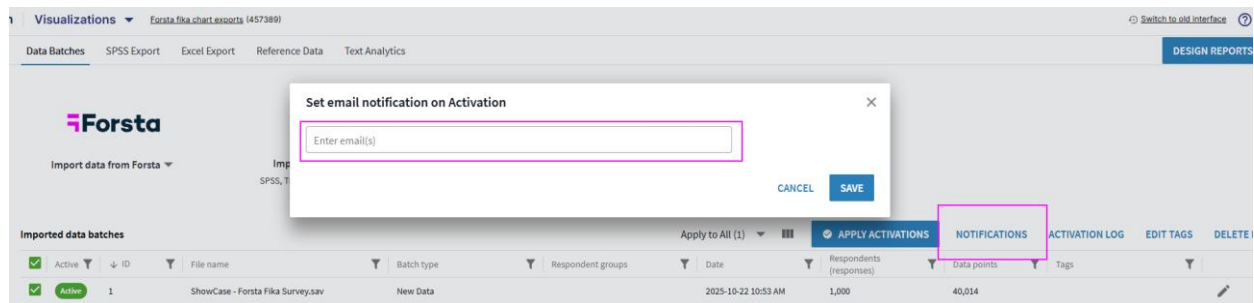 Visualizations Forsta fika chart exports (457389) Switch to old interface
Data Batches SPSS Export Excel Export Reference Data Text Analytics DESIGN REPORTS
Set email notification on Activation
Forsta
Enter email(s)
Import data from Forsta Imp
SPSS, T
CANCEL SAVE
Imported data batches Apply to All (1) APPLY ACTIVATIONS NOTIFICATIONS ACTIVATION LOG EDIT TAGS DELETE
Active ID File name Batch type Respondent groups Date Respondents (responses) Data points Tags
Active 1 ShowCase - Forsta Fika Survey.sav New Data 2025-10-22 10:53 AM 1,000 40,014